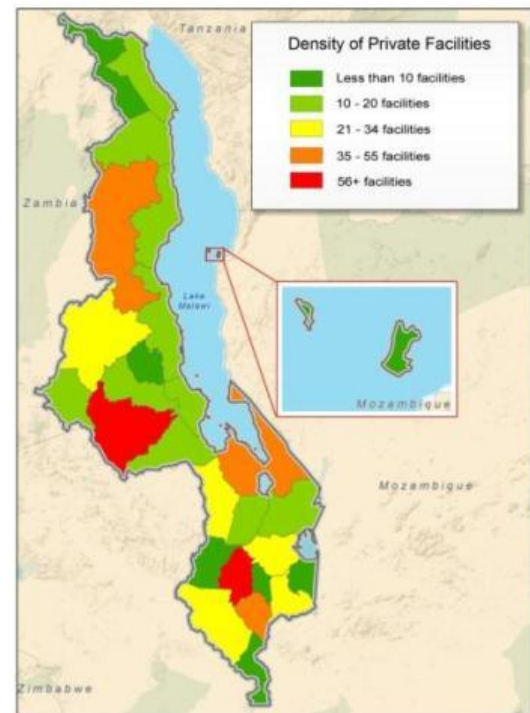 Tanzania
Density of Private Facilities
Less than 10 facilities
10 - 20 facilities
21 - 34 facilities
35 - 55 facilities
56+ facilities
Zambia
Lake
Malawi
Mozambique
Mozambique
Zimbabwe